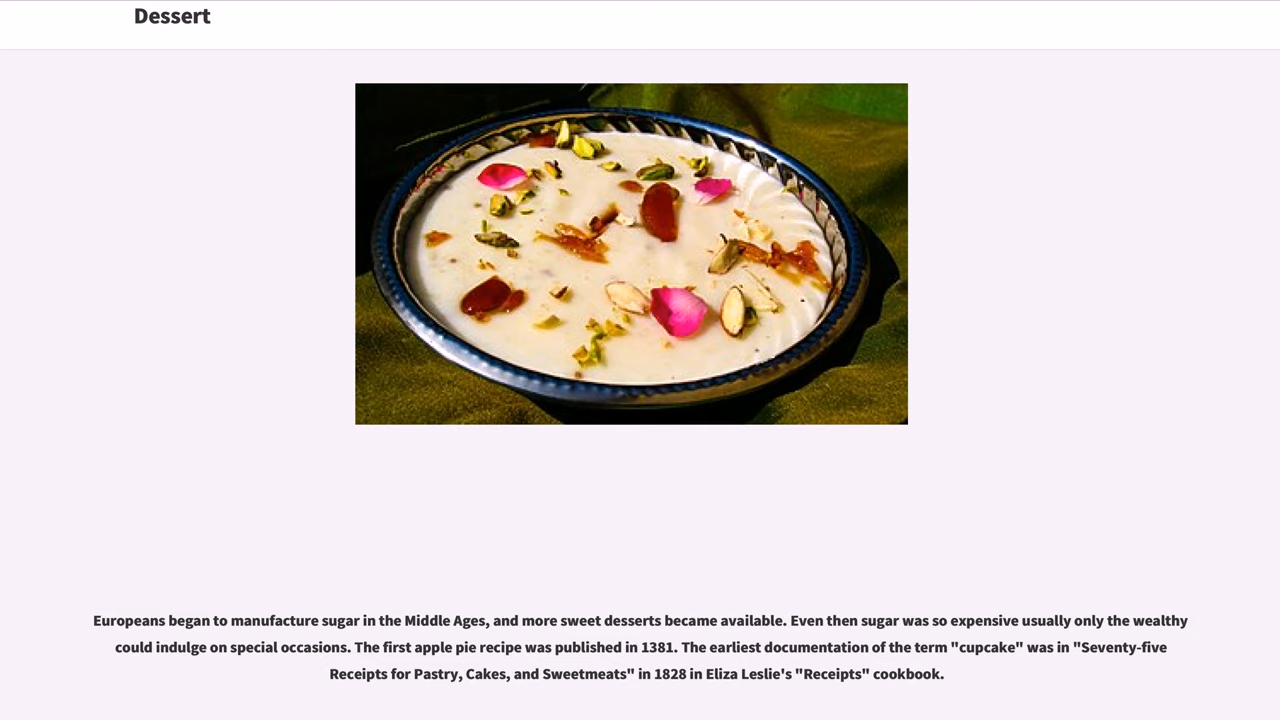 Dessert
Europeans began to manufacture sugar in the Middle Ages, and more sweet desserts became available. Even then sugar was so expensive usually only the wealthy
could indulge on special occasions. The first apple pie recipe was published in 1381. The earliest documentation of the term "cupcake" was in "Seventy-five
Receipts for Pastry, Cakes, and Sweetmeats" in 1828 in Eliza Leslie's "Receipts" cookbook.